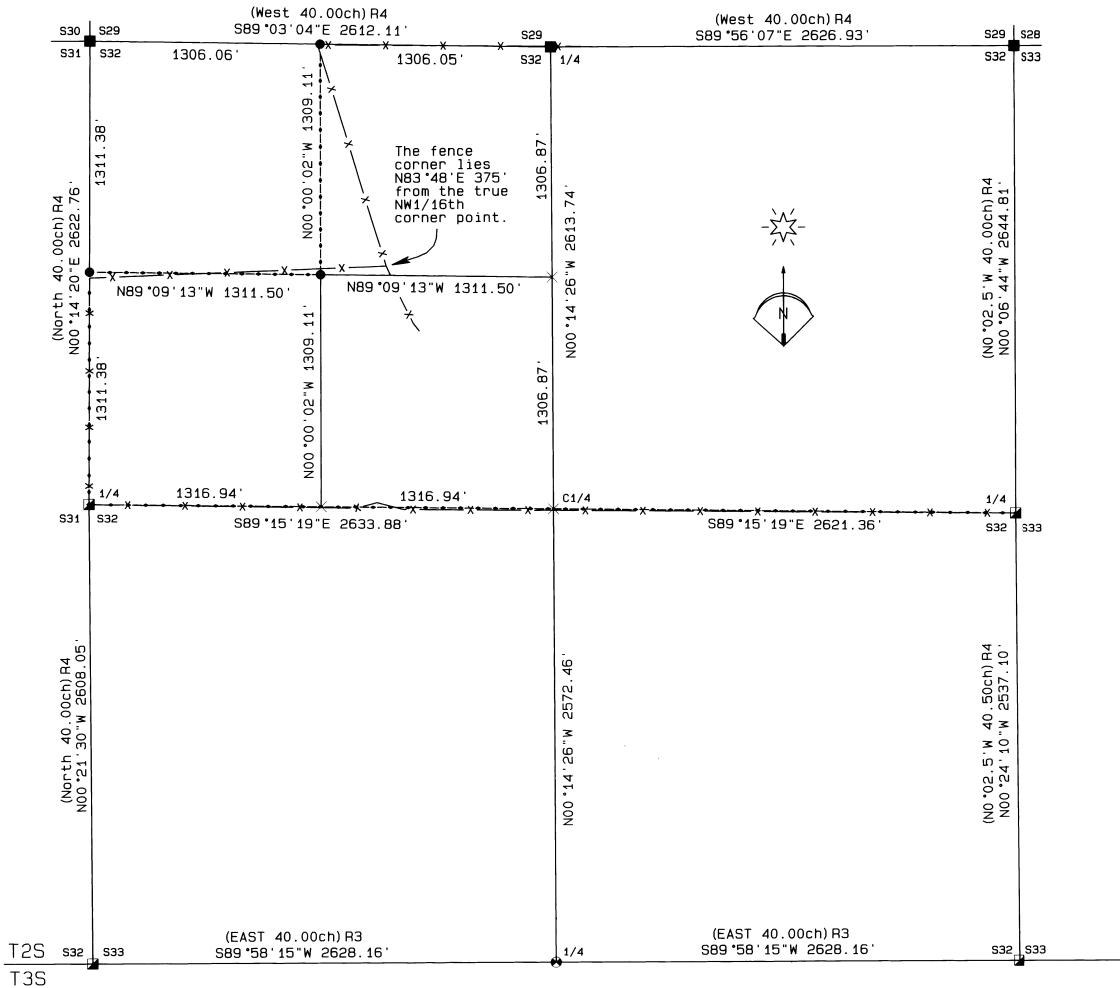 (West 40.00ch) R4
S89°03'04"E 2612.11'
(West 40.00ch) R4
S89°56'07"E 2626.93'
S30 S29
S29
S29 S28
S31 S32
1306.06'
1306.05'
S32 1/4
S32 S33
1311.38'
N00°00'02"W 1309.11'
The fence
corner lies
N83°48'E 375'
from the true
NW1/16th
corner point.
1306.87'
(North 40.00ch) R4
N00°14'20"E 2622.76'
N00°14'26"W 2613.74'
(N0°02.5'W 40.00ch) R4
N00°06'44"W 2644.81'
N
N89°09'13"W 1311.50'
N89°09'13"W 1311.50'
1311.38'
N00°00'02"W 1309.11'
1306.87'
1/4
1316.94'
1316.94'
C1/4
1/4
S31 S32
S89°15'19"E 2633.88'
S89°15'19"E 2621.36'
S32 S33
(North 40.00ch) R4
N00°21'30"W 2608.05'
N00°14'26"W 2572.46'
(N0°02.5'W 40.50ch) R4
N00°24'10"W 2537.10'
T2S
S32 S33
(EAST 40.00ch) R3
S89°58'15"W 2628.16'
1/4
(EAST 40.00ch) R3
S89°58'15"W 2628.16'
S32 S33
T3S